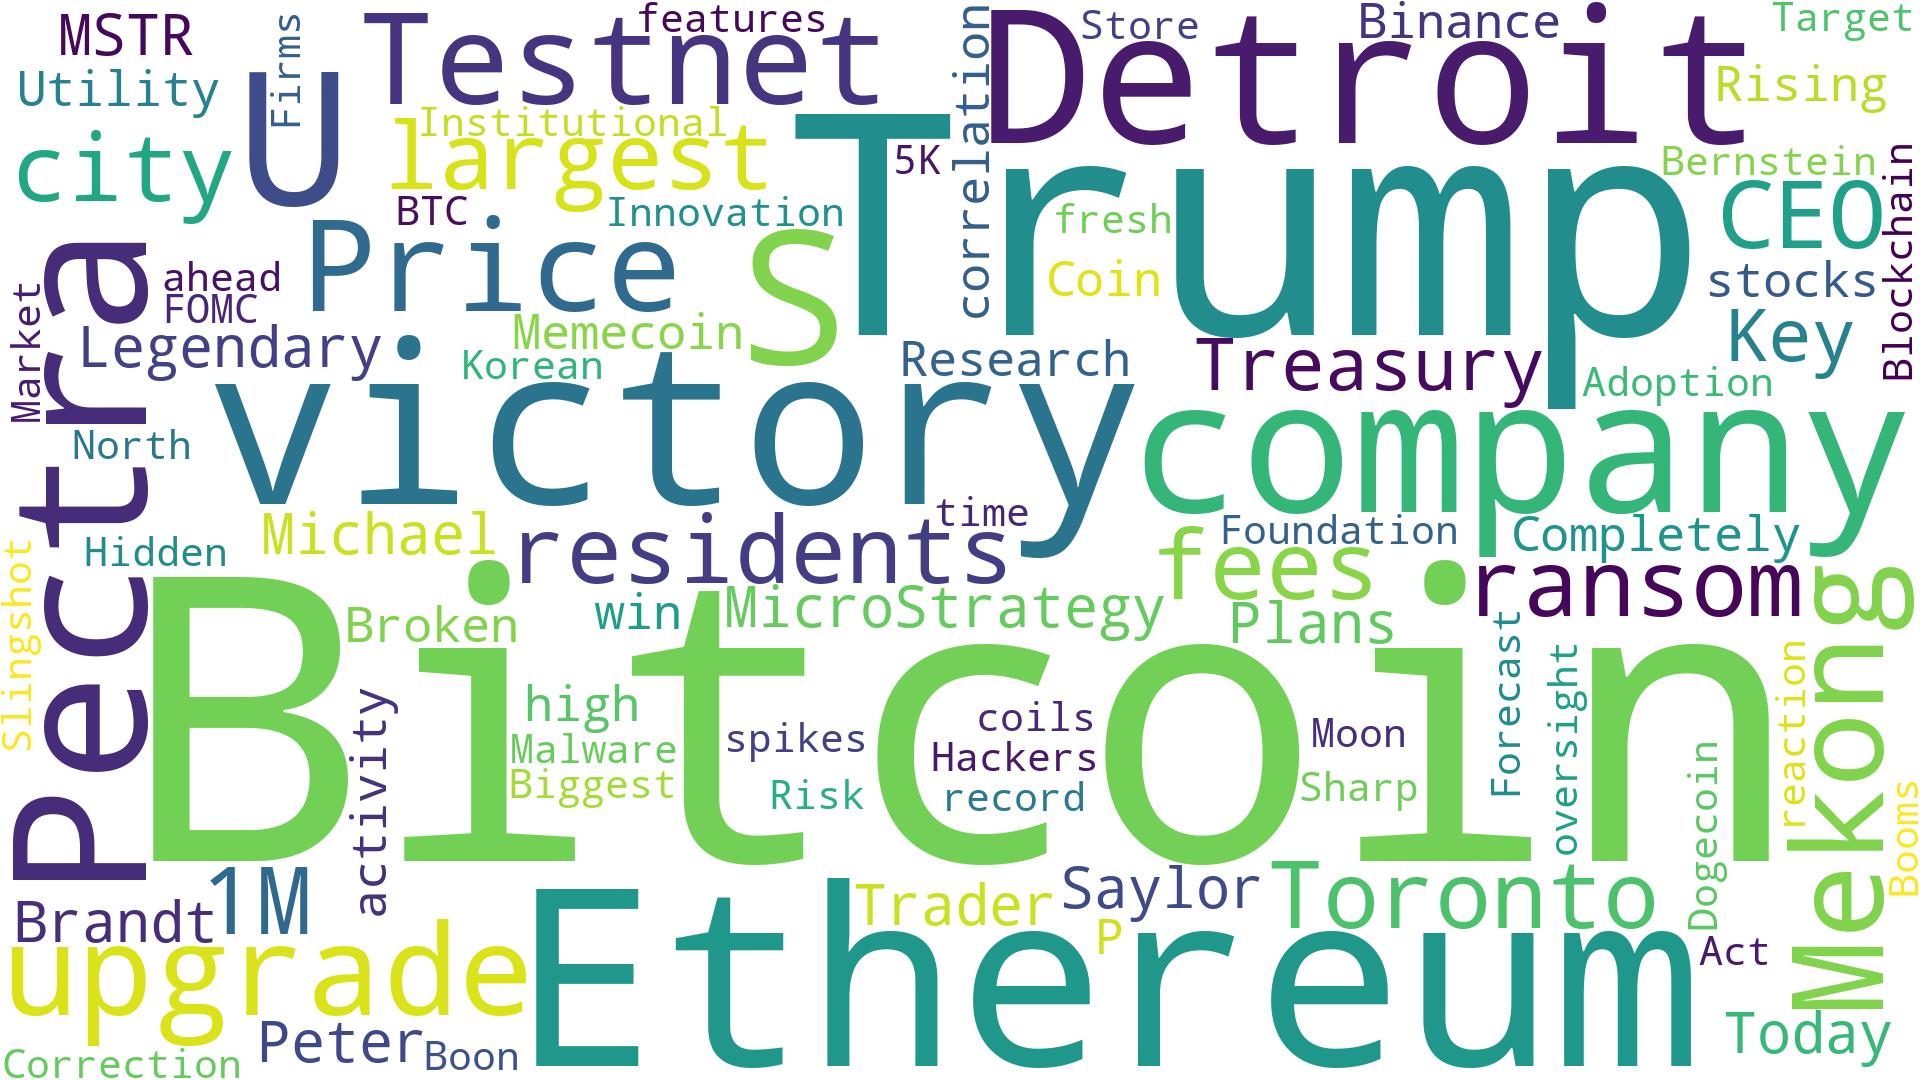 MSTR
Firms
Testnet
features
correlation
Detroit
Store
Binance
Target
Utility
U
Rising
city
Institutional
largest
Trump
5K
Bernstein
CEO
Blockchain
BTC
Innovation
fresh
Price
S
Coin
stocks
Pectra
ahead
FOMC
Market
Legendary
Memecoin
Korean
Research
Treasury
Key
Adoption
victory
company
North
time
Michael
residents
Foundation
Completely
Hidden
fees
ransom
Slingshot
Mekong
Bitcoin
Broken
win
MicroStrategy
Plans
Forecast
oversight
reaction
activity
high
spikes
coils
Moon
Malware
Hackers
Biggest
Risk
record
Sharp
Dogecoin
Booms
1M
Brandt
Ethereum
Trader
Saylor
Toronto
P
Act
upgrade
Peter
Boon
Today
Correction